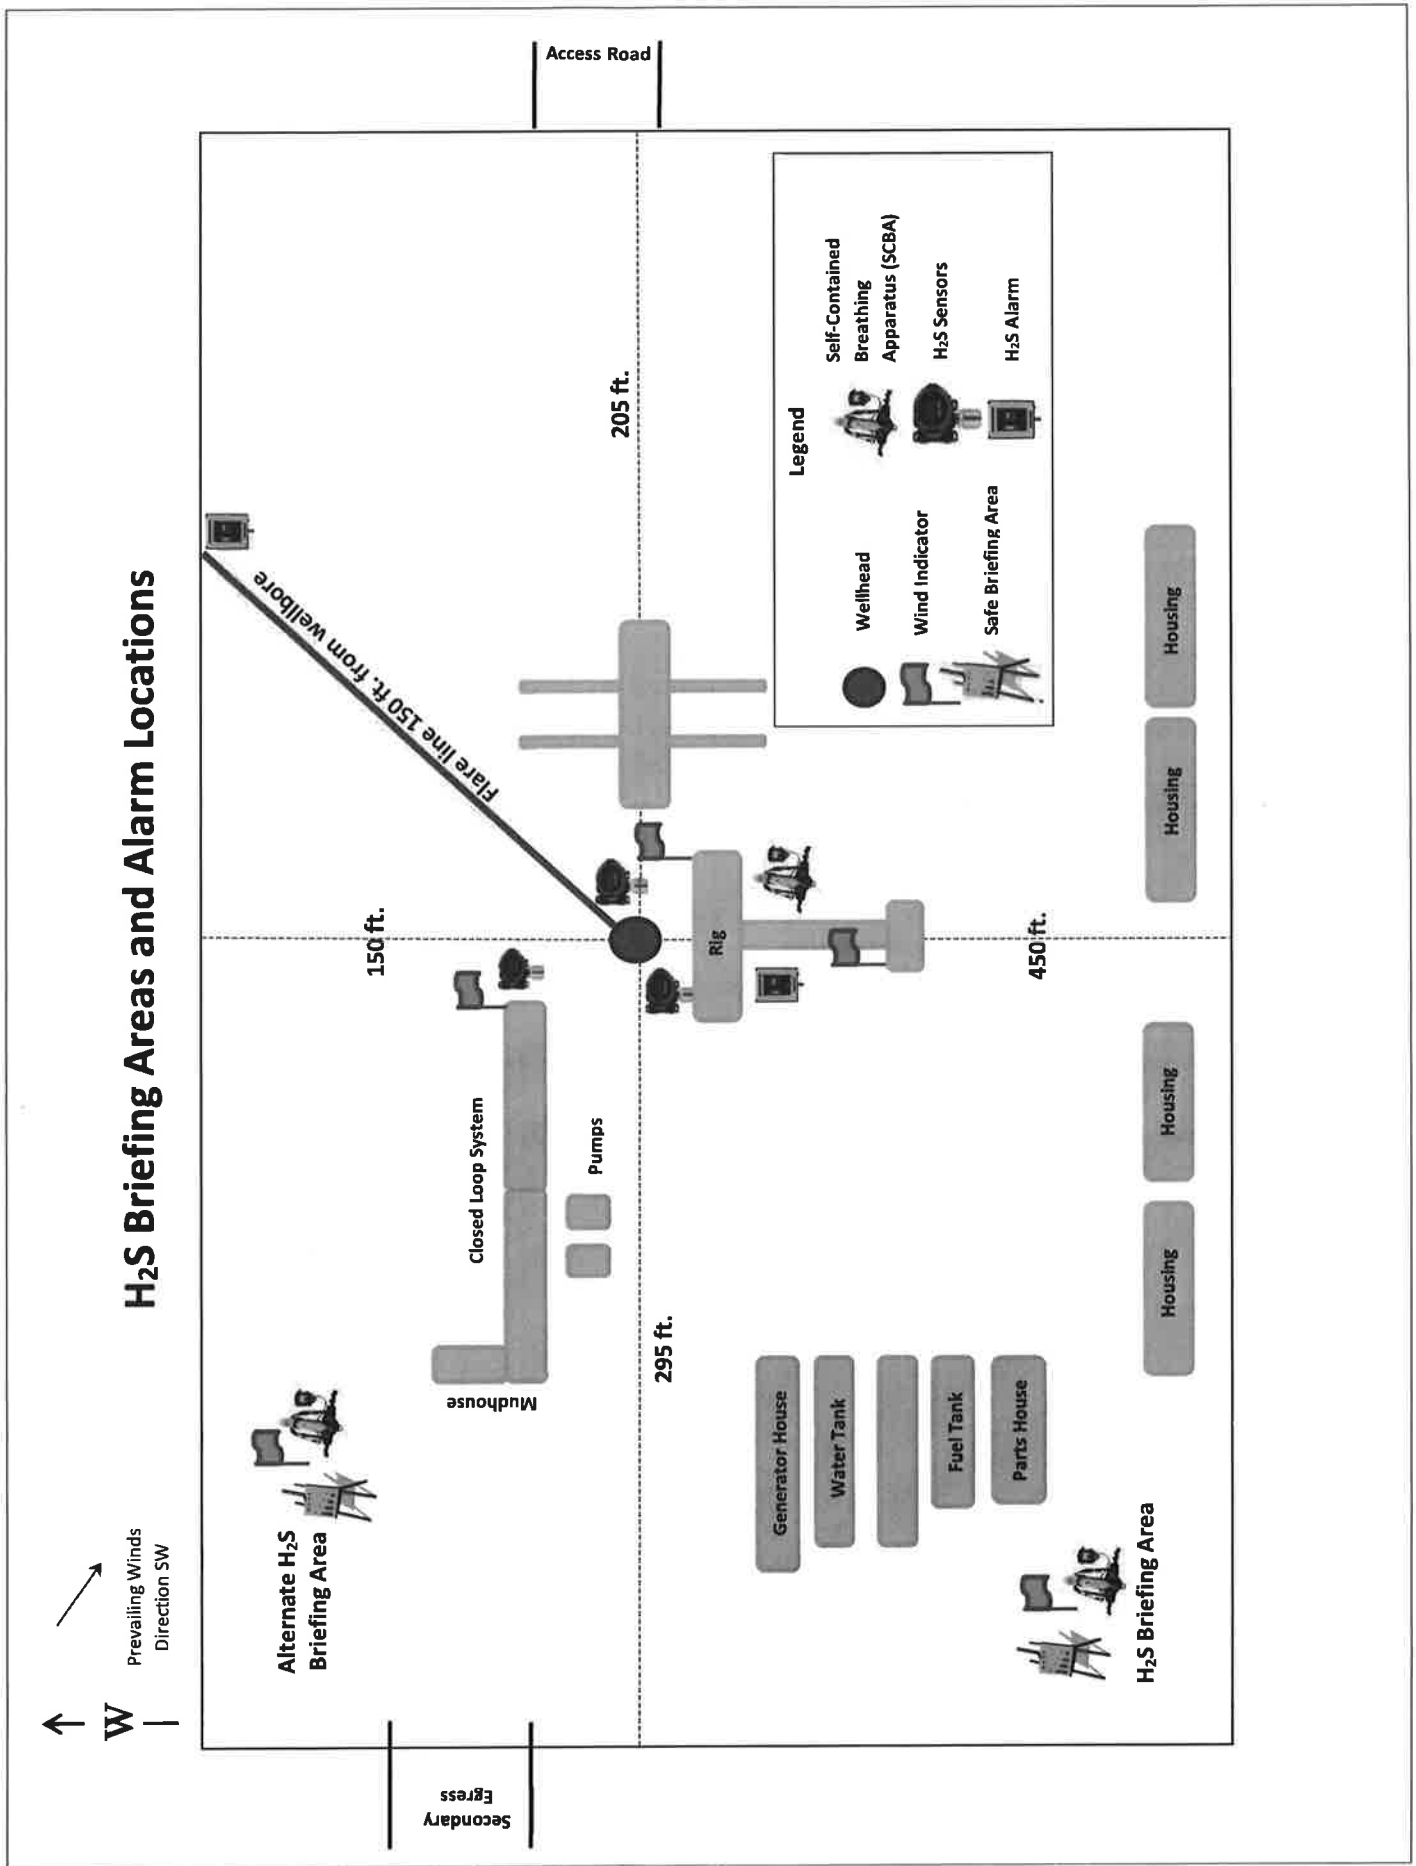 H₂S Briefing Areas and Alarm Locations
W
Prevailing Winds
Direction SW
Secondary
Egress
Alternate H₂S
Briefing Area
Mudhouse
Closed Loop System
Pumps
150 ft.
Flare line 150 ft. from wellbore
Access Road
295 ft.
205 ft.
Rig
Generator House
Water Tank
Fuel Tank
Parts House
450 ft.
H₂S Briefing Area
Housing
Housing
Housing
Housing
Legend
Wellhead
Wind Indicator
Safe Briefing Area
Self-Contained
Breathing
Apparatus (SCBA)
H₂S Sensors
H₂S Alarm